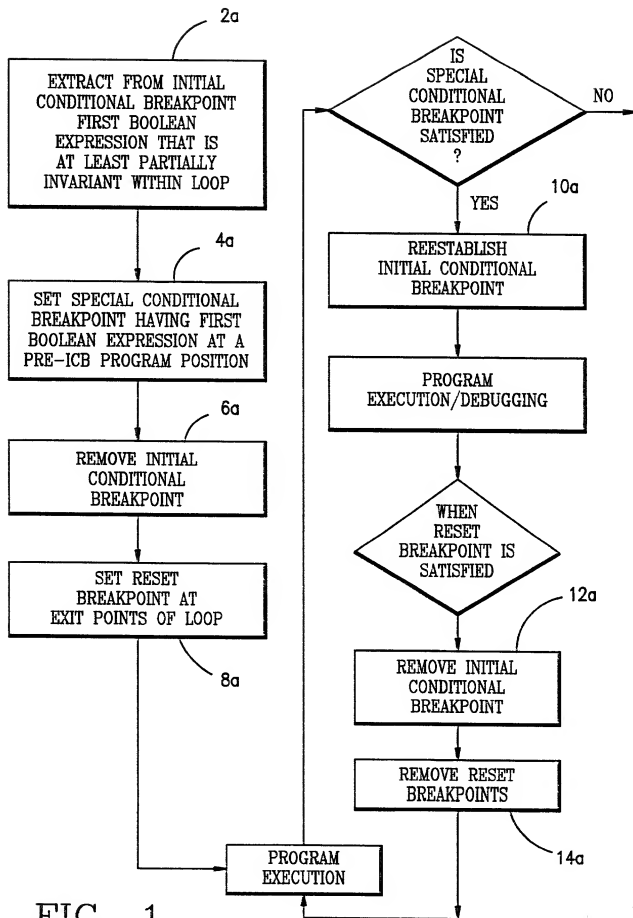 2a
EXTRACT FROM INITIAL
CONDITIONAL BREAKPOINT
FIRST BOOLEAN
EXPRESSION THAT IS
AT LEAST PARTIALLY
INVARIANT WITHIN LOOP
4a
SET SPECIAL CONDITIONAL
BREAKPOINT HAVING FIRST
BOOLEAN EXPRESSION AT A
PRE-ICB PROGRAM POSITION
6a
REMOVE INITIAL
CONDITIONAL
BREAKPOINT
SET RESET
BREAKPOINT AT
EXIT POINTS OF LOOP
8a
IS
SPECIAL
CONDITIONAL
BREAKPOINT
SATISFIED
?
NO
YES
10a
REESTABLISH
INITIAL CONDITIONAL
BREAKPOINT
PROGRAM
EXECUTION/DEBUGGING
WHEN
RESET
BREAKPOINT IS
SATISFIED
12a
REMOVE INITIAL
CONDITIONAL
BREAKPOINT
REMOVE RESET
BREAKPOINTS
14a
PROGRAM
EXECUTION
FIG. 1